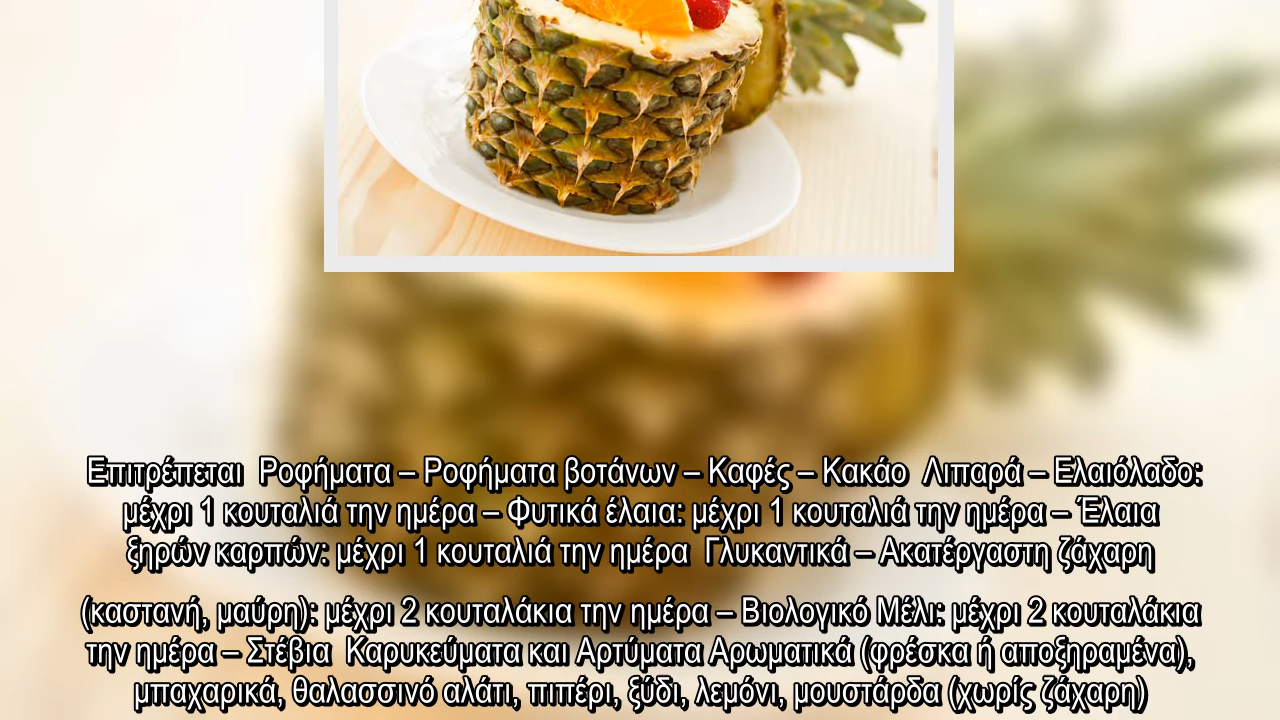 Επιτρέπεται Ροφήματα – Ροφήματα βοτάνων – Καφές – Κακάο Λιπαρά – Ελαιόλαδο:
μέχρι 1 κουταλιά την ημέρα – Φυτικά έλαια: μέχρι 1 κουταλιά την ημέρα – Έλαια
ξηρών καρπών: μέχρι 1 κουταλιά την ημέρα Γλυκαντικά – Ακατέργαστη ζάχαρη
(καστανή, μαύρη): μέχρι 2 κουταλάκια την ημέρα – Βιολογικό Μέλι: μέχρι 2 κουταλάκια
την ημέρα – Στέβια Καρυκεύματα και Αρτύματα Αρωματικά (φρέσκα ή αποξηραμένα),
μπαχαρικά, θαλασσινό αλάτι, πιπέρι, ξύδι, λεμόνι, μουστάρδα (χωρίς ζάχαρη)